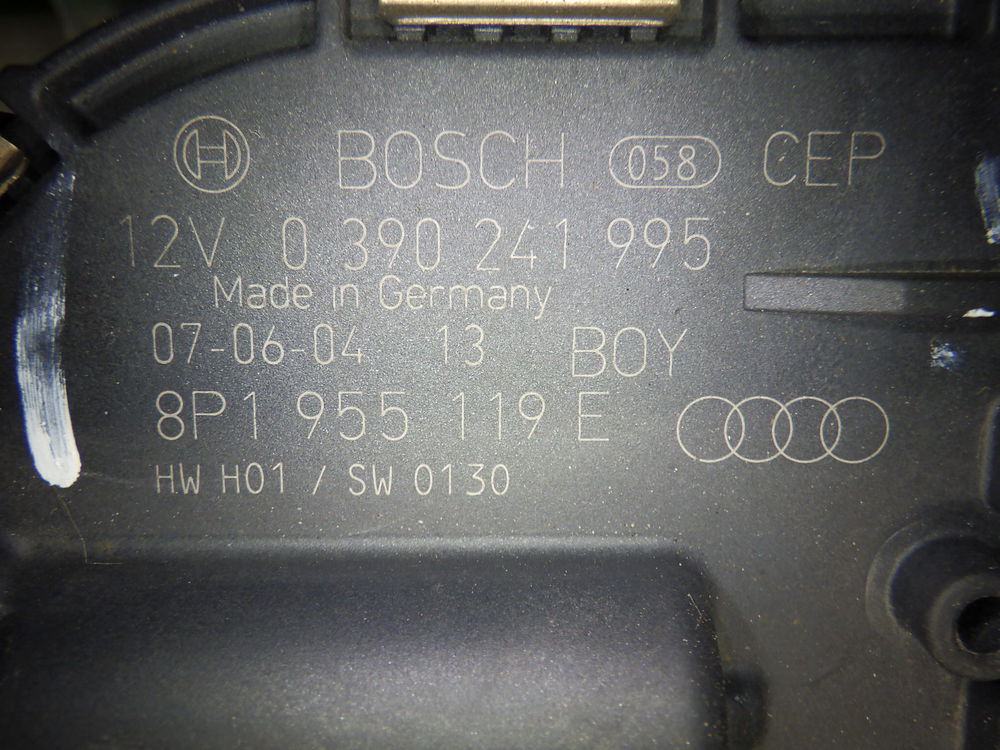 BOSCH 058 CEP
12V 0 390 241 995
Made in Germany
07-06-04 13 BOY
8P1 955 119 E
HW H01 / SW 0130